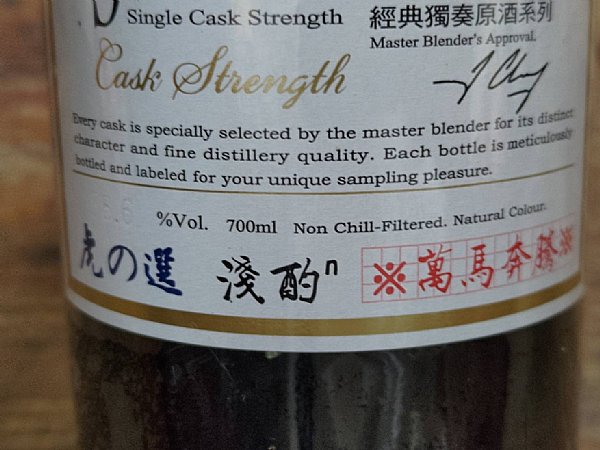 Single Cask Strength 經典獨奏原酒系列
Master Blender's Approval.
Cask Strength
Every cask is specially selected by the master blender for its distinct
character and fine distillery quality. Each bottle is meticulously
bottled and labeled for your unique sampling pleasure.
%Vol. 700ml Non Chill-Filtered. Natural Colour.
虎の選 淺酌n ※萬馬奔騰